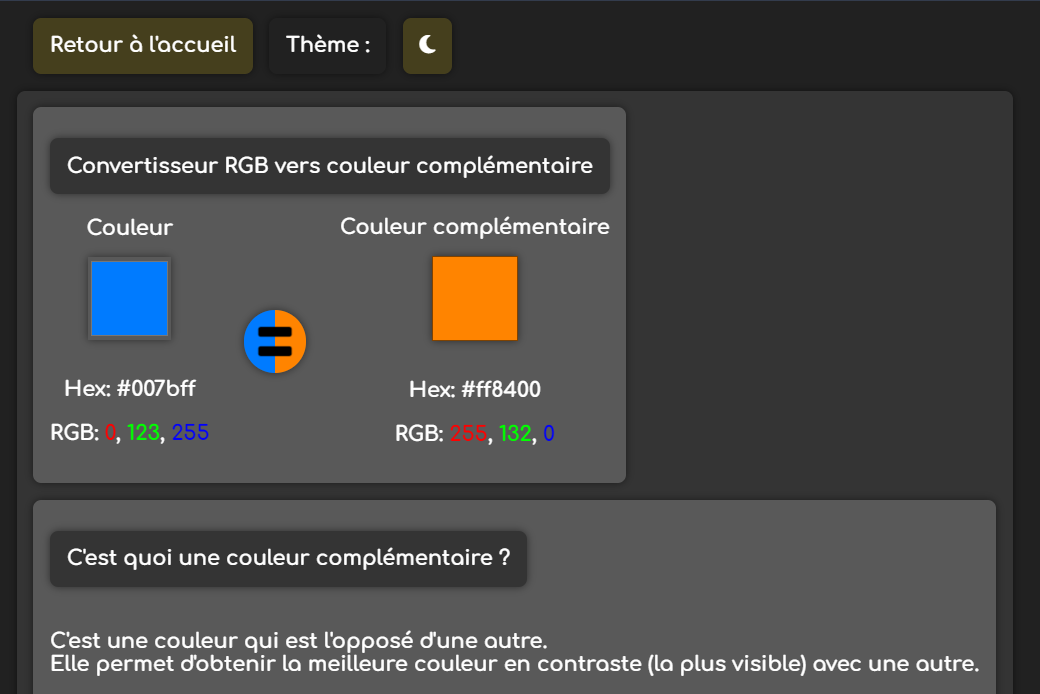 Retour à l'accueil
Thème :
Convertisseur RGB vers couleur complémentaire
Couleur
Couleur complémentaire
Hex: #007bff
Hex: #ff8400
RGB: 0, 123, 255
RGB: 255, 132, 0
C'est quoi une couleur complémentaire ?
C'est une couleur qui est l'opposé d'une autre.
Elle permet d'obtenir la meilleure couleur en contraste (la plus visible) avec une autre.